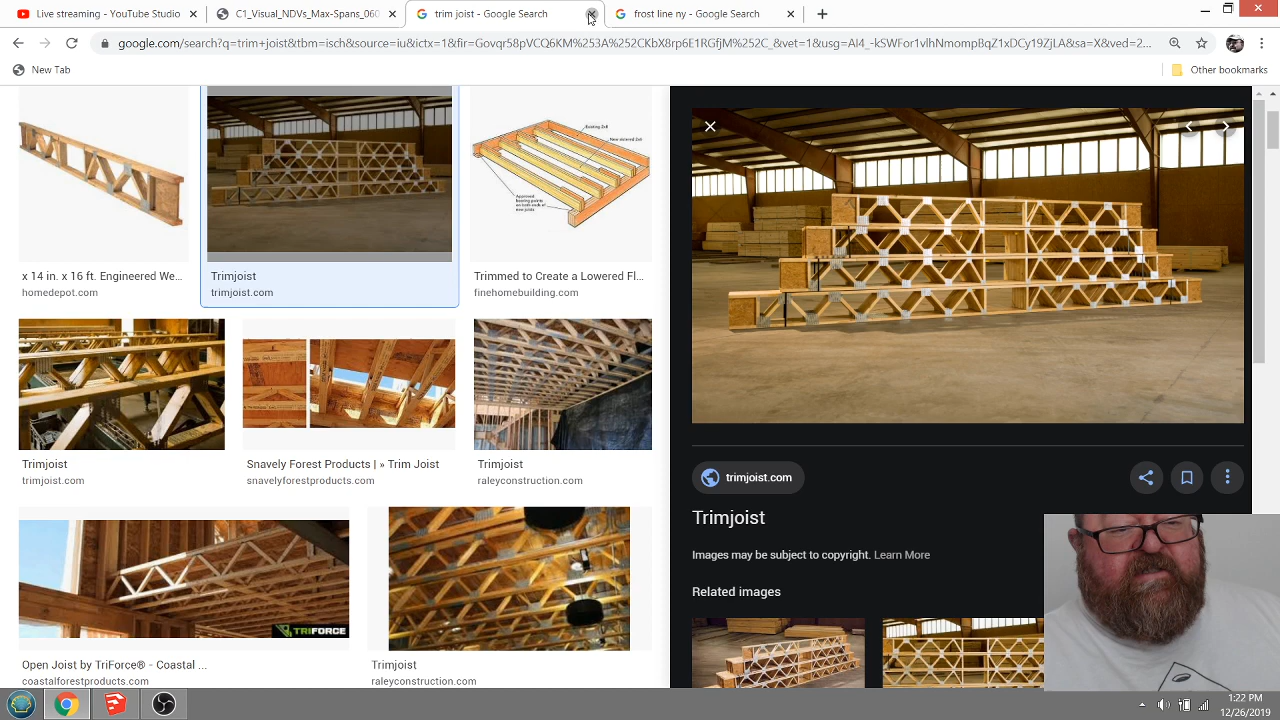 Live streaming - YouTube Studio
C1_Visual_NDVs_Max-Spans_060
trim joist - Google Search
frost line ny - Google Search
google.com/search?q=trim+joist&tbm=isch&source=iu&ictx=1&fir=Govqr58pVzQ6KM%253A%252CKbX8rp6E1RGfjM%252C_&vet=1&usg=AI4_-kSWFor1vlhNmompBqZ1xDCy19ZjLA&sa=X&ved=2...
New Tab
Other bookmarks
x 14 in. x 16 ft. Engineered We...
homedepot.com
Trimjoist
trimjoist.com
Trimmed to Create a Lowered Fl...
finehomebuilding.com
Trimjoist
trimjoist.com
Snavely Forest Products | » Trim Joist
snavelyforestproducts.com
Trimjoist
raleyconstruction.com
TRIFORCE
Open Joist by TriForce® - Coastal ...
coastalforestproducts.com
Trimjoist
raleyconstruction.com
trimjoist.com
Trimjoist
Images may be subject to copyright. Learn More
Related images
1:22 PM
12/26/2019